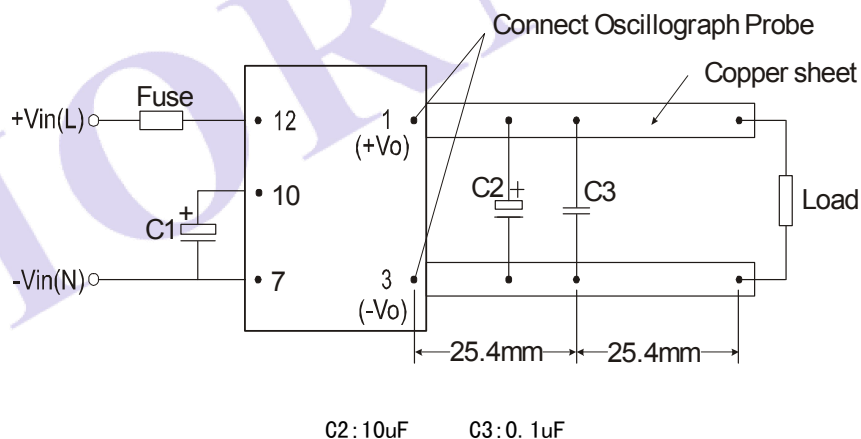 Connect Oscillograph Probe
Copper sheet
Fuse
+Vin(L)
12
1
(+Vo)
10
C1
+
C2
+
C3
Load
-Vin(N)
7
3
(-Vo)
25.4mm
25.4mm
C2:10uF C3:0.1uF